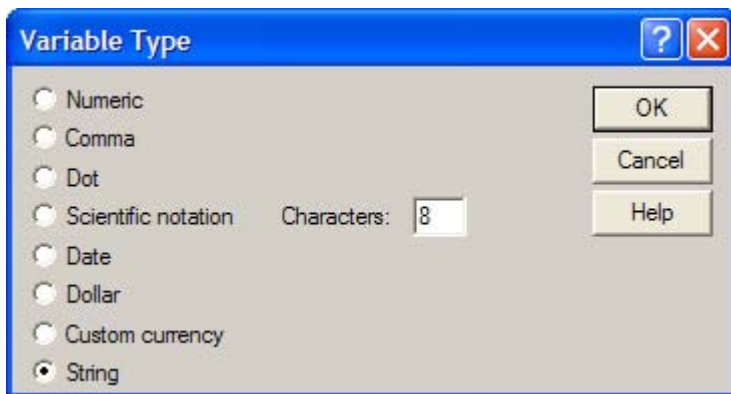 Variable Type
?
Numeric
OK
Comma
Cancel
Dot
Scientific notation Characters: 8
Help
Date
Dollar
Custom currency
String